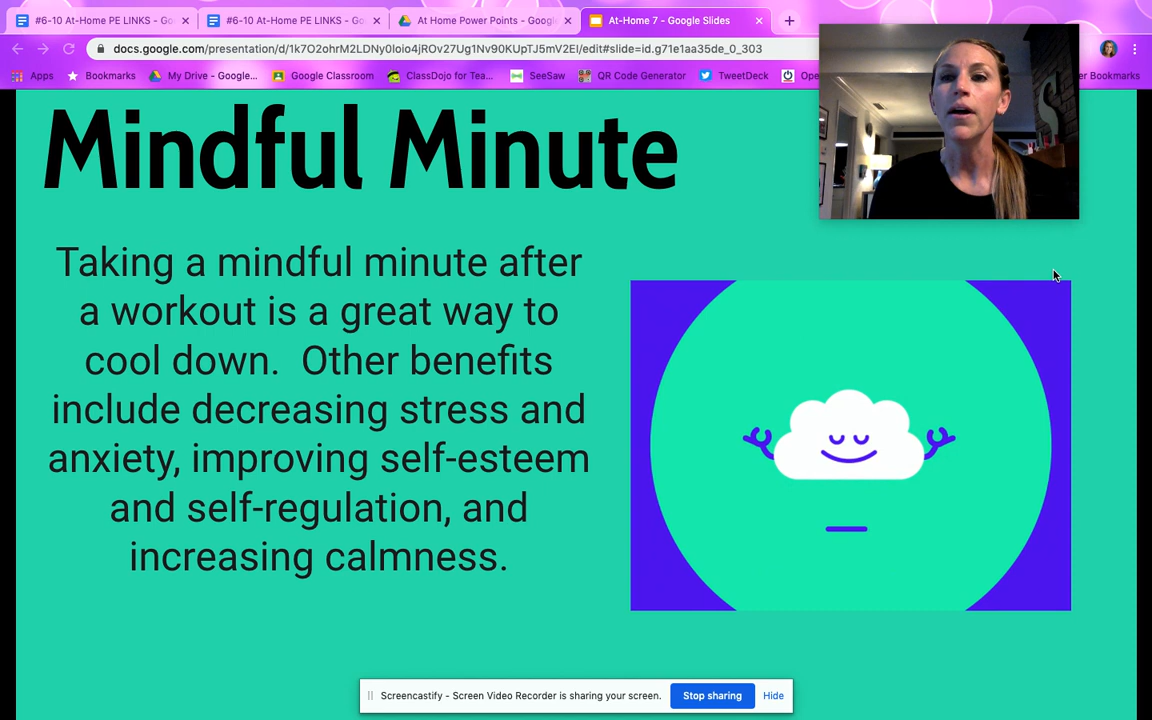 #6-10 At-Home PE LINKS - Go
#6-10 At-Home PE LINKS - Go
At Home Power Points - Google
At-Home 7 - Google Slides
docs.google.com/presentation/d/1k7O2ohrM2LDNy0loio4jROv27Ug1Nv90KUpTJ5mV2EI/edit#slide=id.g71e1aa35de_0_303
Apps
Bookmarks
My Drive - Google...
Google Classroom
ClassDojo for Tea...
SeeSaw
QR Code Generator
TweetDeck
Ope
er Bookmarks
Mindful Minute
Taking a mindful minute after
a workout is a great way to
cool down.  Other benefits
include decreasing stress and
anxiety, improving self-esteem
and self-regulation, and
increasing calmness.
S
Screencastify - Screen Video Recorder is sharing your screen.
Stop sharing
Hide